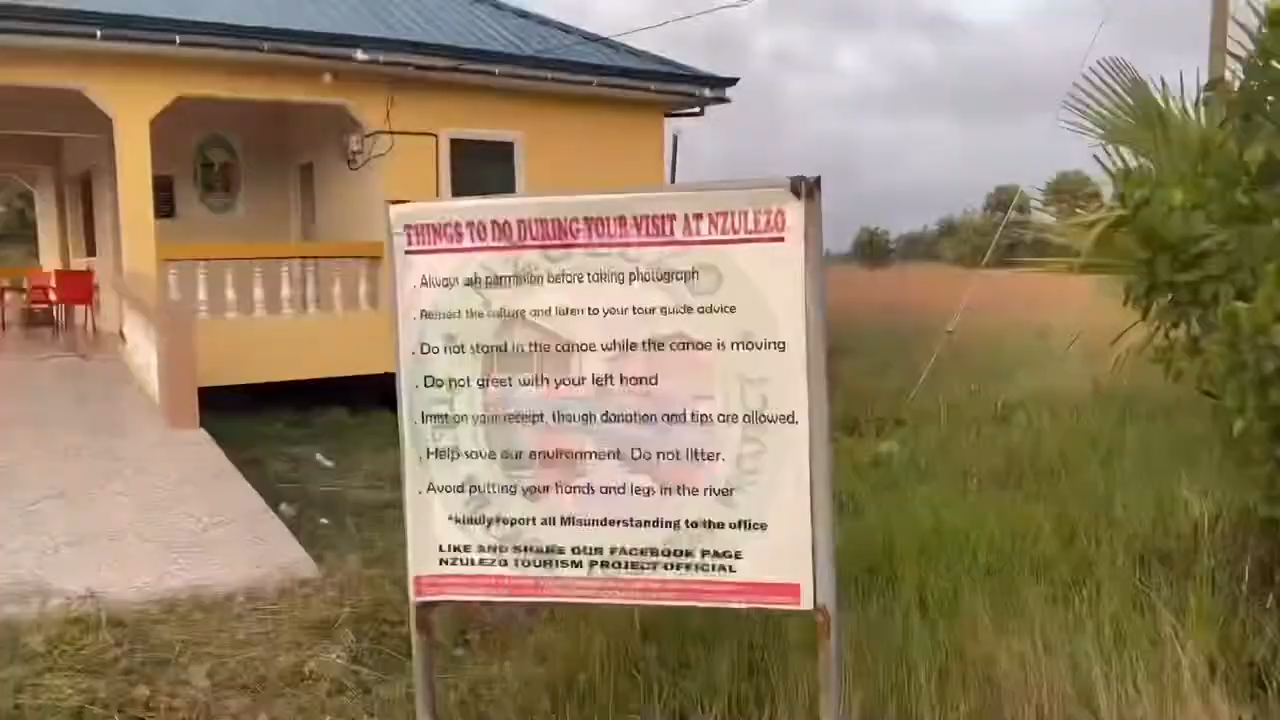 THINGS TO DO DURING YOUR VISIT AT NZULEZO
. Always ask permission before taking photograph
. Respect the culture and listen to your tour guide advice
. Do not stand in the canoe while the canoe is moving
. Do not greet with your left hand
. Insist on your receipt, though donation and tips are allowed.
. Help save our environment. Do not litter.
. Avoid putting your hands and legs in the river
*kindly report all Misunderstanding to the office
LIKE AND SHARE OUR FACEBOOK PAGE
NZULEZO TOURISM PROJECT OFFICIAL